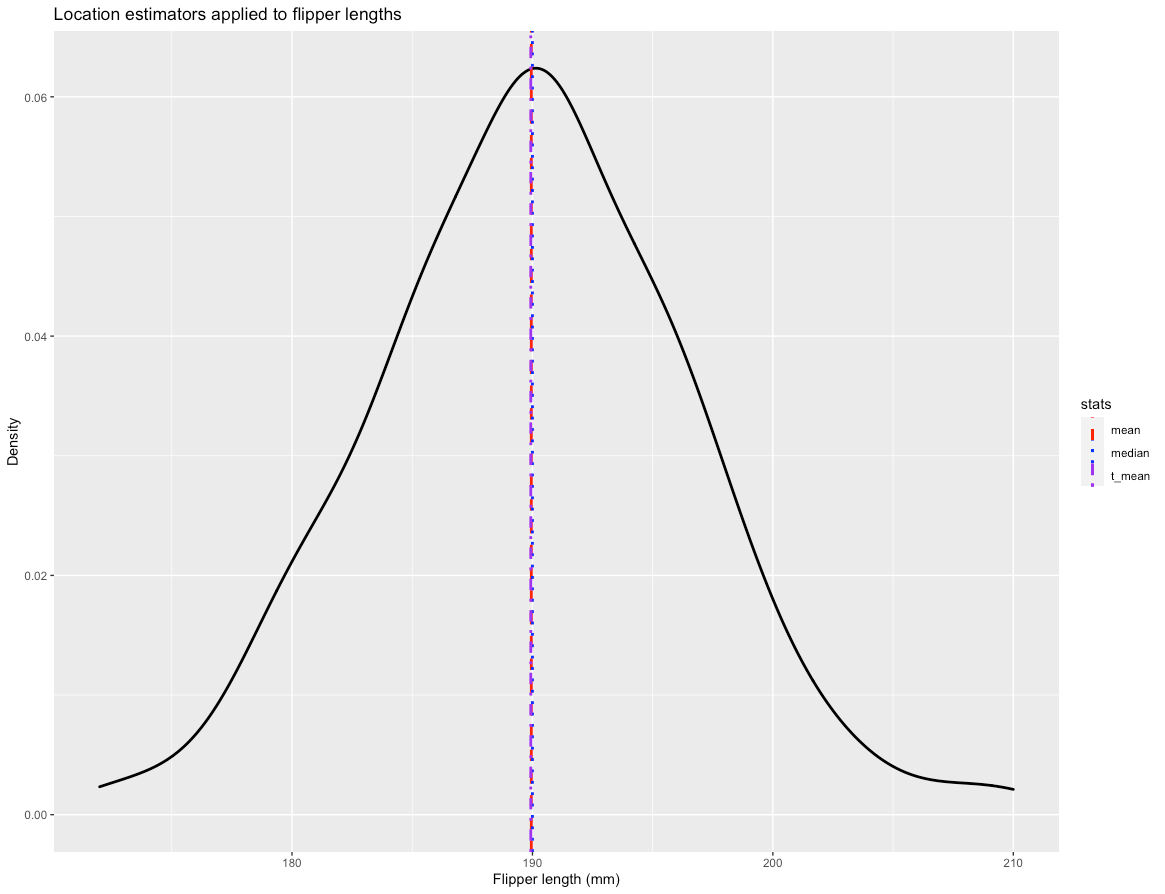 Location estimators applied to flipper lengths
0.06
0.04
0.02
0.00
Density
180
190
200
210
Flipper length (mm)
stats
mean
median
t_mean